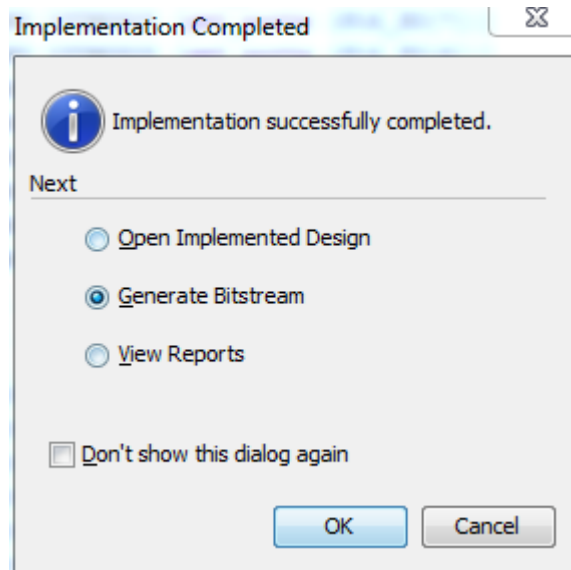 Implementation Completed
Implementation successfully completed.
Next
Open Implemented Design
Generate Bitstream
View Reports
Don't show this dialog again
OK
Cancel